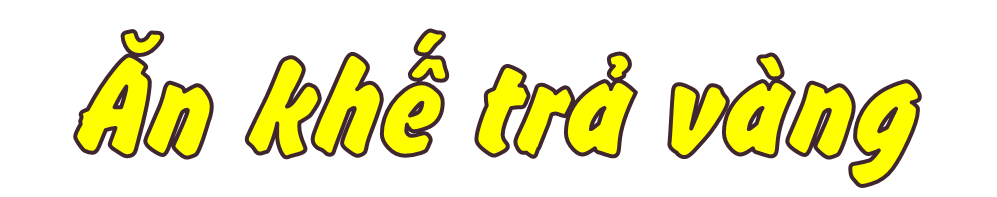 Ăn khế trả vàng